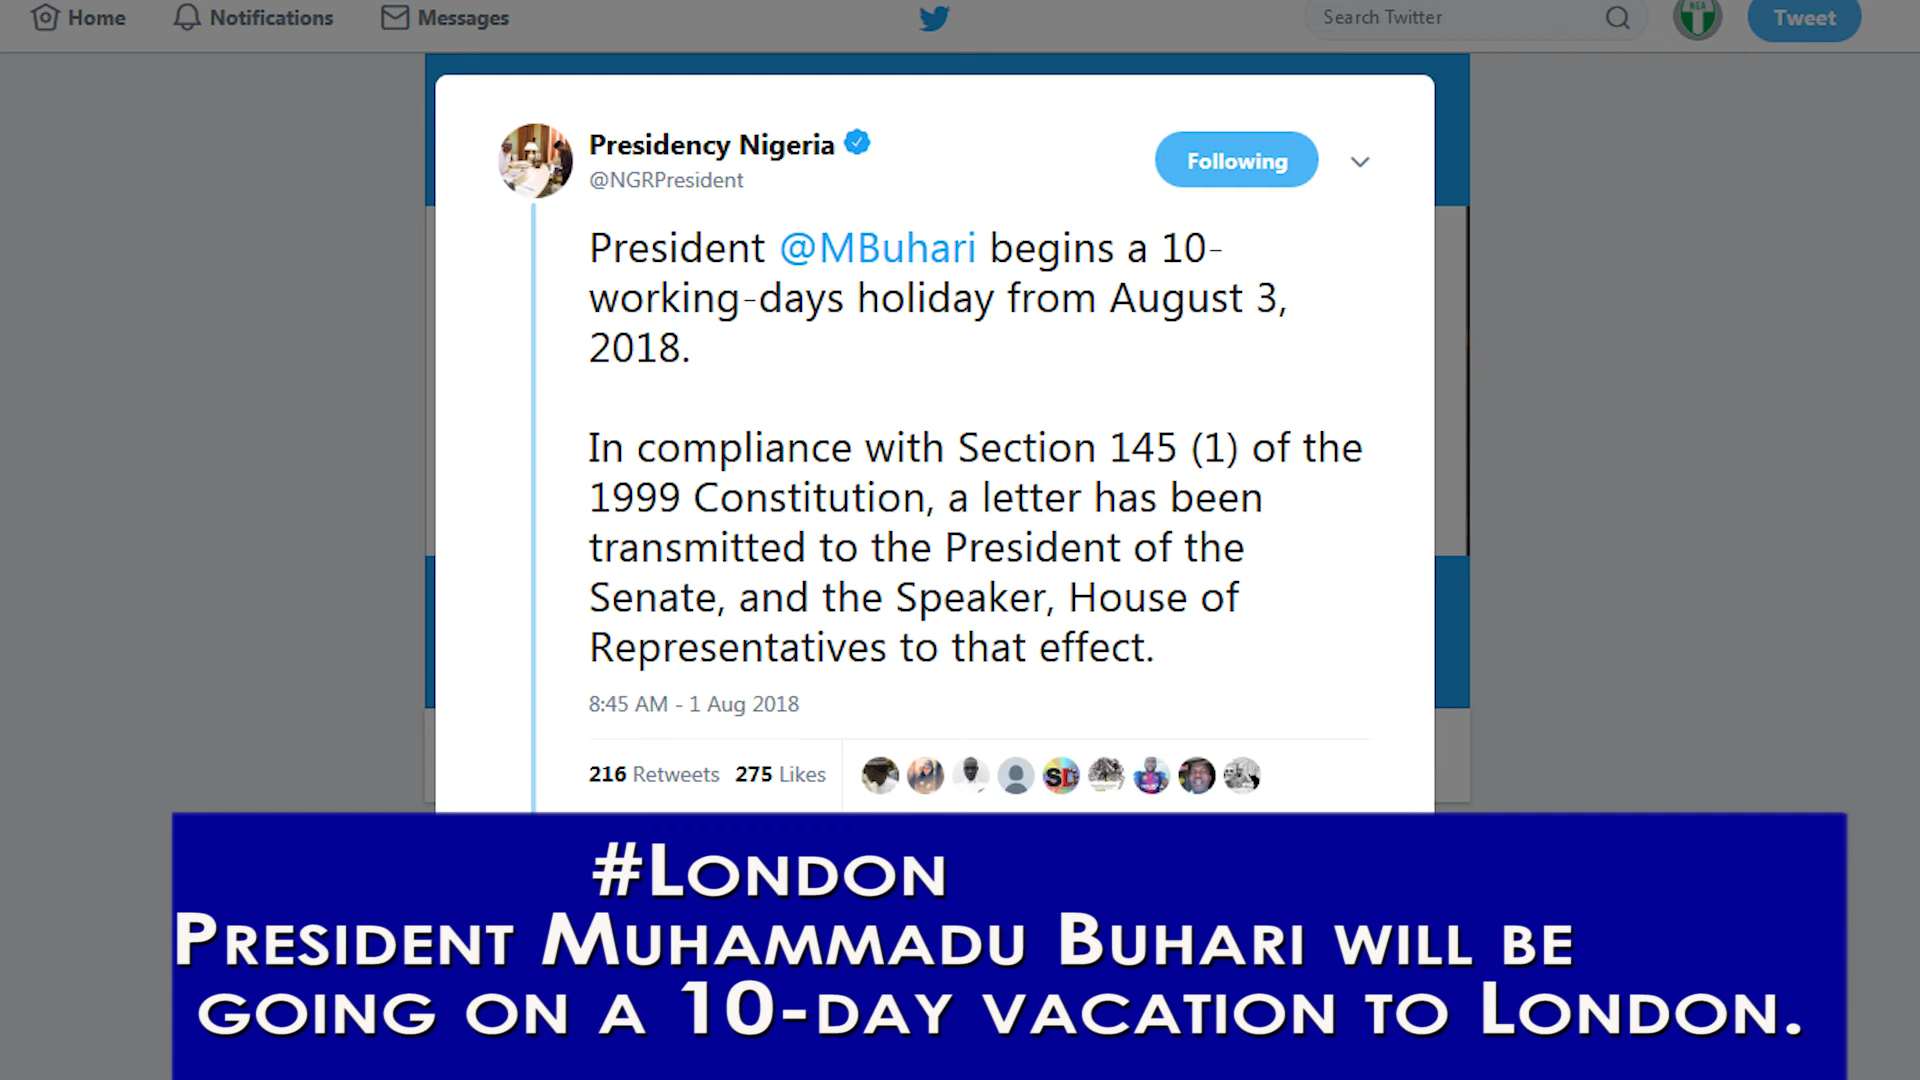 Home Notifications Messages Search Twitter Tweet
NGA
Presidency Nigeria
@NGRPresident
Following
President @MBuhari begins a 10-
working-days holiday from August 3,
2018.
In compliance with Section 145 (1) of the
1999 Constitution, a letter has been
transmitted to the President of the
Senate, and the Speaker, House of
Representatives to that effect.
8:45 AM - 1 Aug 2018
216 Retweets 275 Likes
SD
#London
President Muhammadu Buhari will be
going on a 10-day vacation to London.